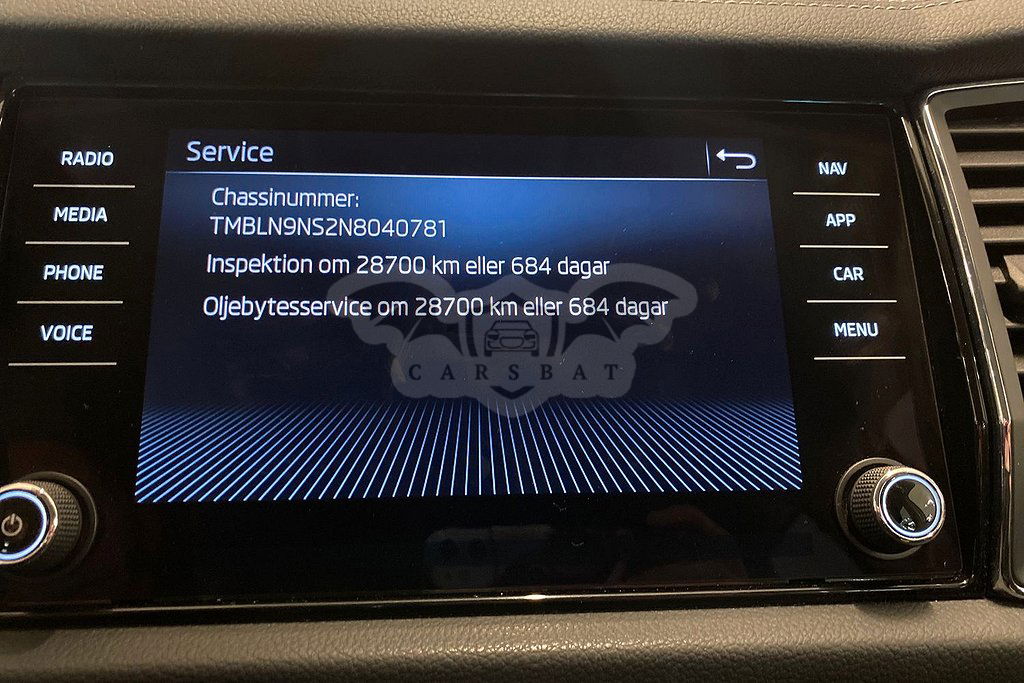 Service
Chassinummer:
TMBLN9NS2N8040781
Inspektion om 28700 km eller 684 dagar
Oljebytesservice om 28700 km eller 684 dagar
RADIO
MEDIA
PHONE
VOICE
NAV
APP
CAR
MENU
CARSBAT